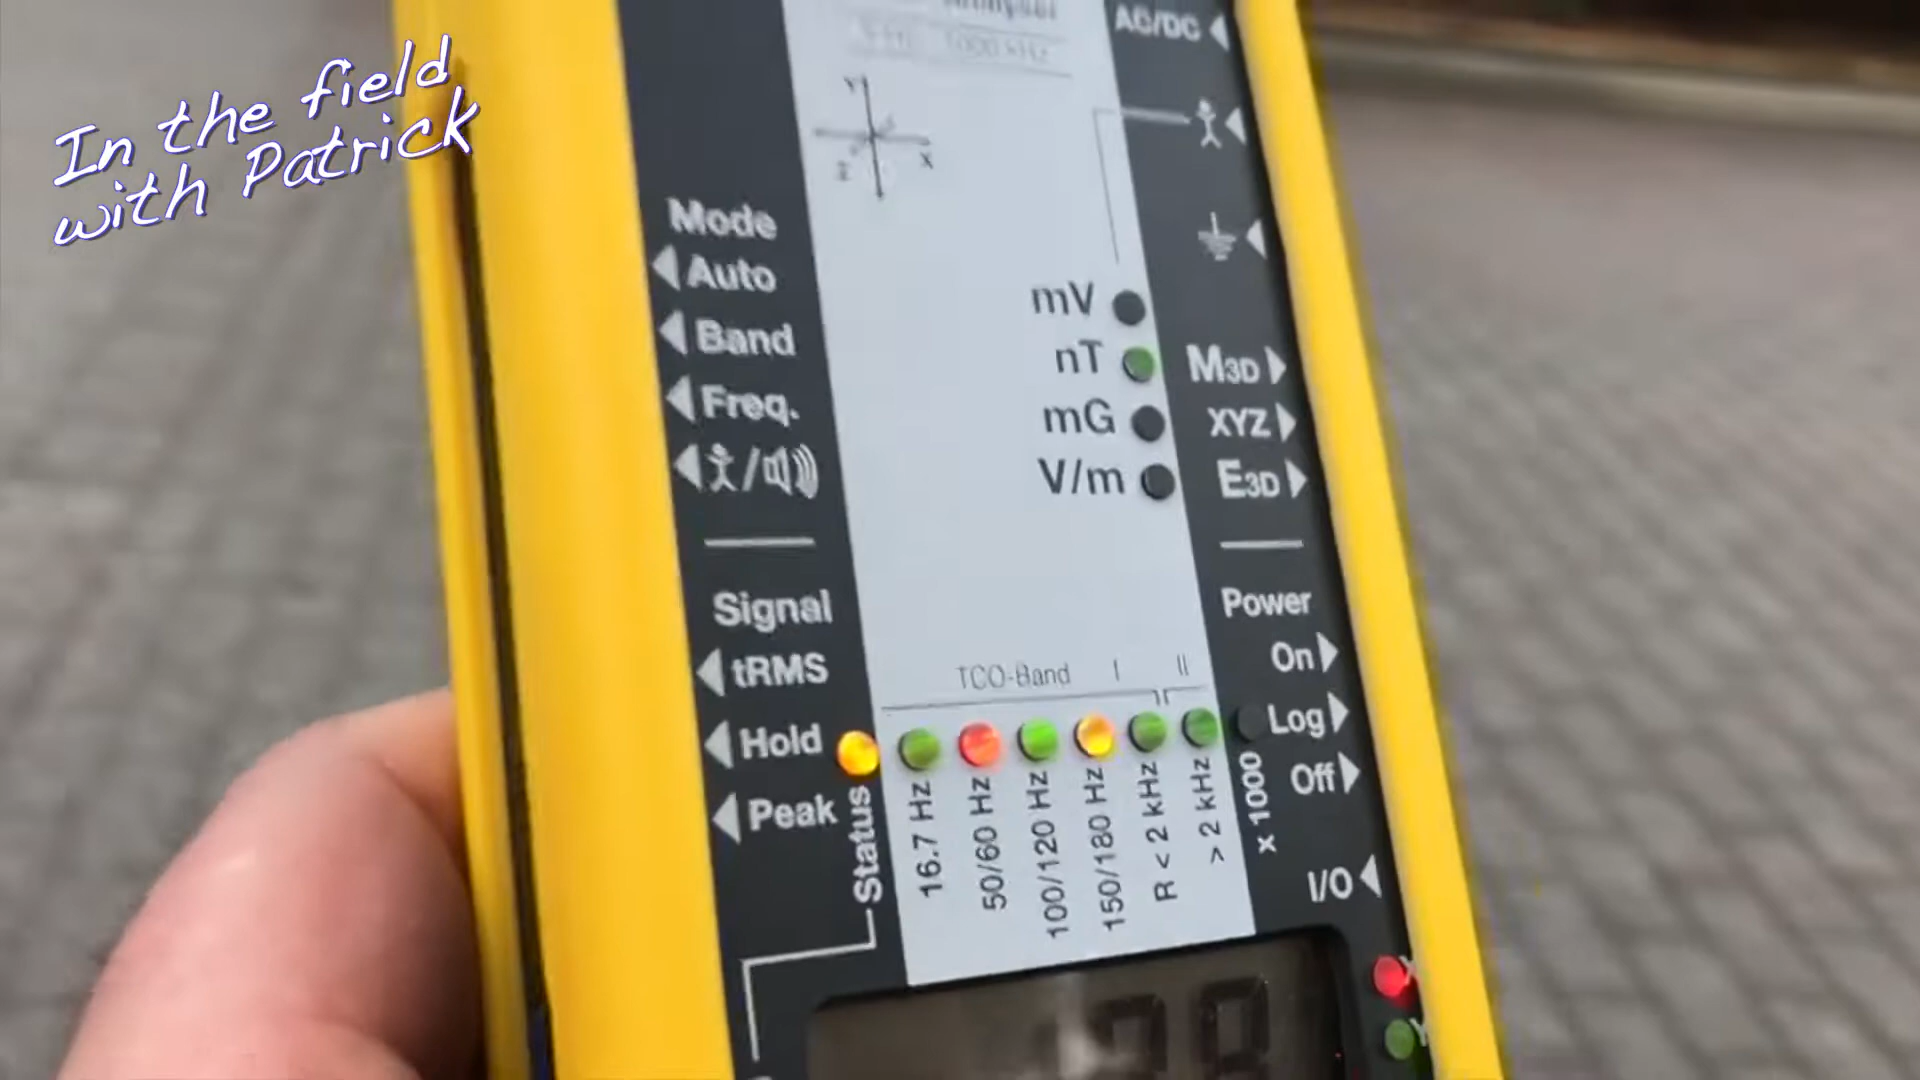 In the field
with Patrick
AC/DC
1000 kHz
Y
X
Z
Mode
Auto
Band
Freq.
/
mV
nT
mG
V/m
M3D
XYZ
E3D
Signal
tRMS
Hold
Peak
Status
TCO-Band I II
16.7 Hz
50/60 Hz
100/120 Hz
150/180 Hz
R < 2 kHz
> 2 kHz
x 1000
Power
On
Log
Off
I/O
X
Y